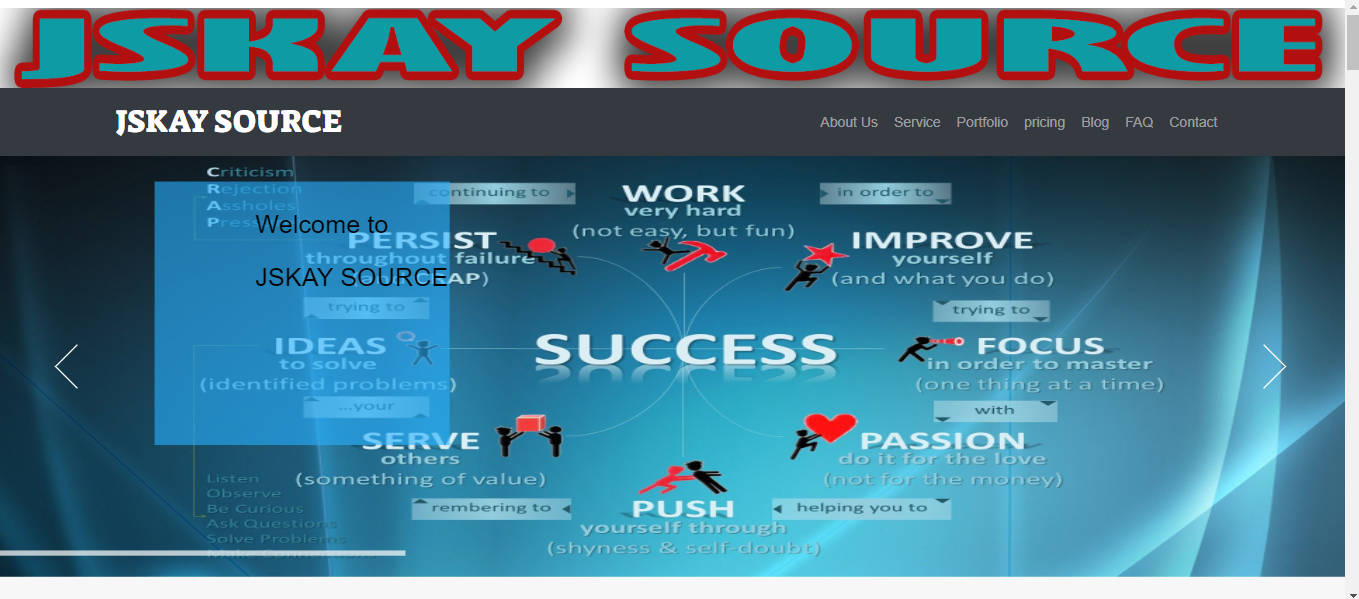 JSKAY SOURCE
JSKAY SOURCE
About Us Service Portfolio pricing Blog FAQ Contact
Criticism
Rejection
Assholes
Welcome to
JSKAY SOURCE
continuing to
WORK
very hard
(not easy, but fun)
in order to
PERSIST
throughout failure
IMPROVE
yourself
(and what you do)
trying to
trying to
IDEAS
to solve
(identified problems)
SUCCESS
FOCUS
in order to master
(one thing at a time)
...your
with
SERVE
others
(something of value)
PASSION
do it for the love
(not for the money)
Listen
Observe
Be Curious
Ask Questions
Solve Problems
Make Connections
rembering to
PUSH
yourself through
(shyness & self-doubt)
helping you to